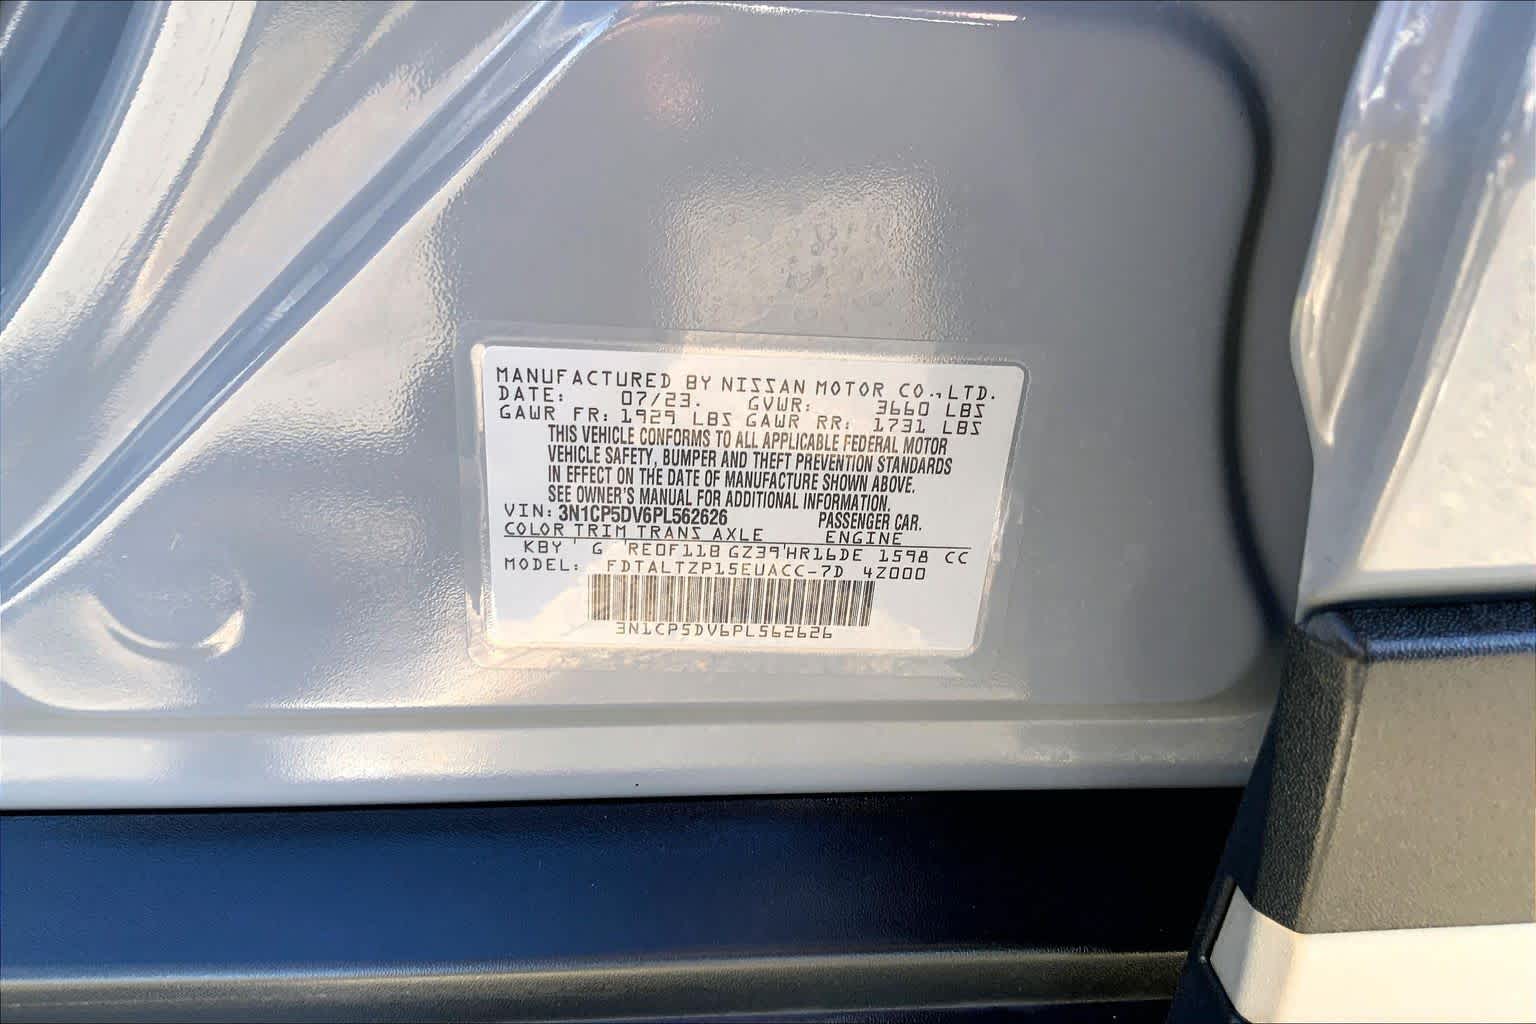 MANUFACTURED BY NISSAN MOTOR CO.,LTD.
DATE: 07/23. GVWR: 3660 LBS
GAWR FR: 1929 LBS GAWR RR: 1731 LBS
THIS VEHICLE CONFORMS TO ALL APPLICABLE FEDERAL MOTOR
VEHICLE SAFETY, BUMPER AND THEFT PREVENTION STANDARDS
IN EFFECT ON THE DATE OF MANUFACTURE SHOWN ABOVE.
SEE OWNER'S MANUAL FOR ADDITIONAL INFORMATION.
VIN: 3N1CP5DV6PL562626 PASSENGER CAR.
COLOR TRIM TRANS AXLE ENGINE
KBY G RE0F11B GZ39 HR16DE 1598 CC
MODEL: FDTALTZP15EUACC-7D 4Z000
3N1CP5DV6PL562626